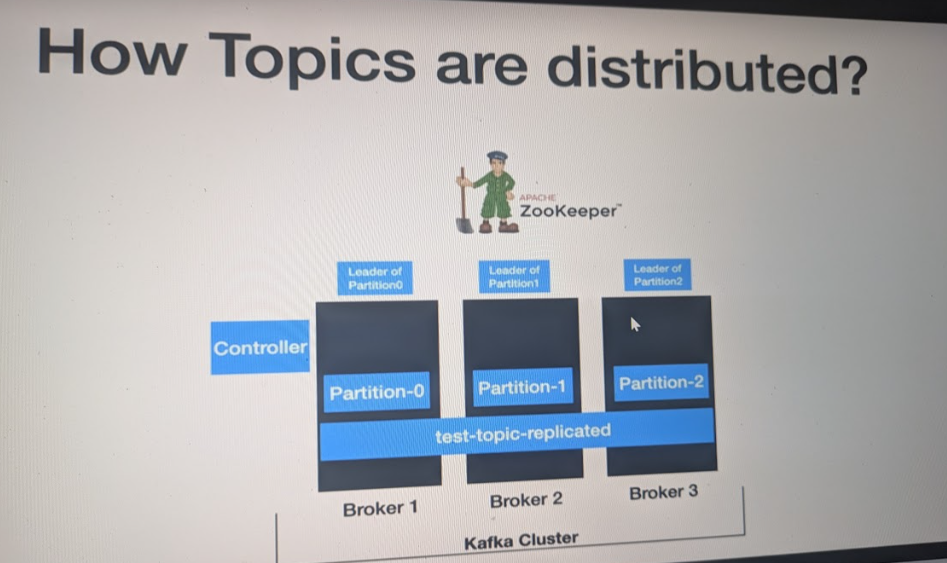 How Topics are distributed?
APACHE
ZooKeeper™
Leader of
Partition0
Leader of
Partition1
Leader of
Partition2
Controller
Partition-0
Partition-1
Partition-2
test-topic-replicated
Broker 1
Broker 2
Broker 3
Kafka Cluster